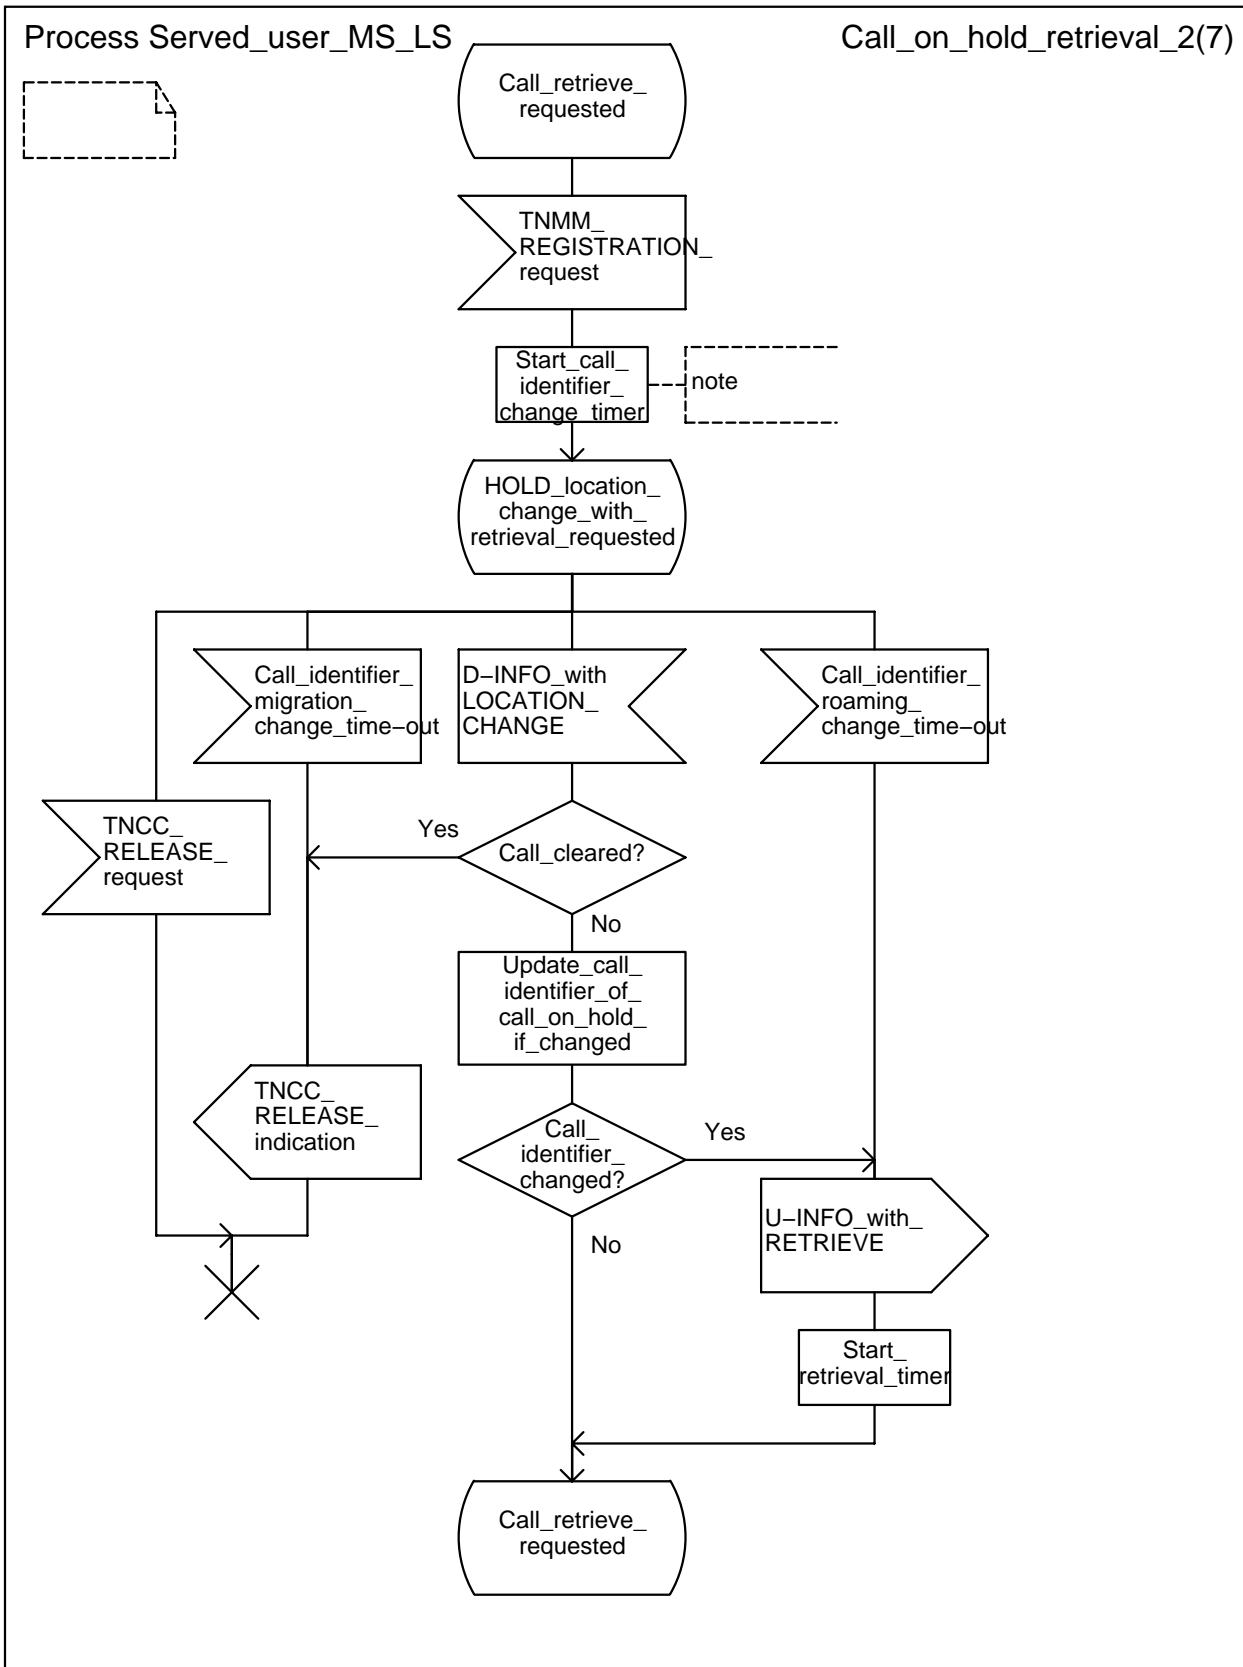 Process Served_user_MS_LS
Call_on_hold_retrieval_2(7)
Call_retrieve_
requested
TNMM_
REGISTRATION_
request
Start_call_
identifier_
change_timer
note
HOLD_location_
change_with_
retrieval_requested
Call_identifier_
migration_
change_time−out
D−INFO_with
LOCATION_
CHANGE
Call_identifier_
roaming_
change_time−out
TNCC_
RELEASE_
request
Yes
Call_cleared?
No
Update_call_
identifier_of_
call_on_hold_
if_changed
TNCC_
RELEASE_
indication
Call_
identifier_
changed?
Yes
No
U−INFO_with_
RETRIEVE
Start_
retrieval_timer
Call_retrieve_
requested